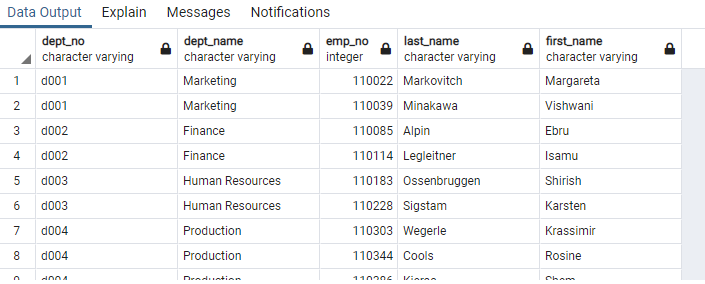 Data Output Explain Messages Notifications
dept_no dept_name emp_no last_name first_name
character varying character varying integer character varying character varying
1 d001 Marketing 110022 Markovitch Margareta
2 d001 Marketing 110039 Minakawa Vishwani
3 d002 Finance 110085 Alpin Ebru
4 d002 Finance 110114 Legleitner Isamu
5 d003 Human Resources 110183 Ossenbruggen Shirish
6 d003 Human Resources 110228 Sigstam Karsten
7 d004 Production 110303 Wegerle Krassimir
8 d004 Production 110344 Cools Rosine
9 d004 Production 110386